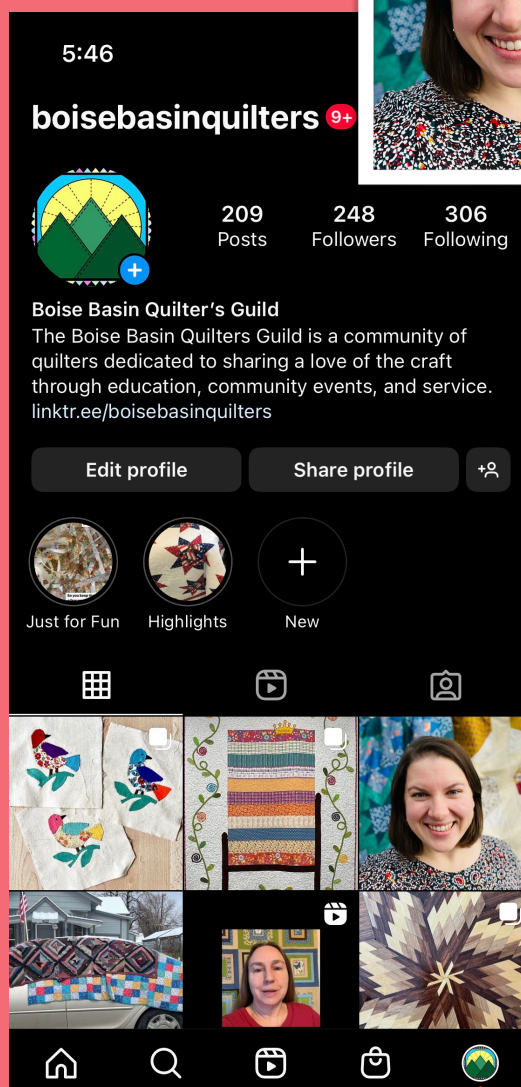 5:46
boisebasinquilters 9+
209 248 306
Posts Followers Following
Boise Basin Quilter’s Guild
The Boise Basin Quilters Guild is a community of
quilters dedicated to sharing a love of the craft
through education, community events, and service.
linktr.ee/boisebasinquilters
Edit profile Share profile
Just for Fun Highlights New